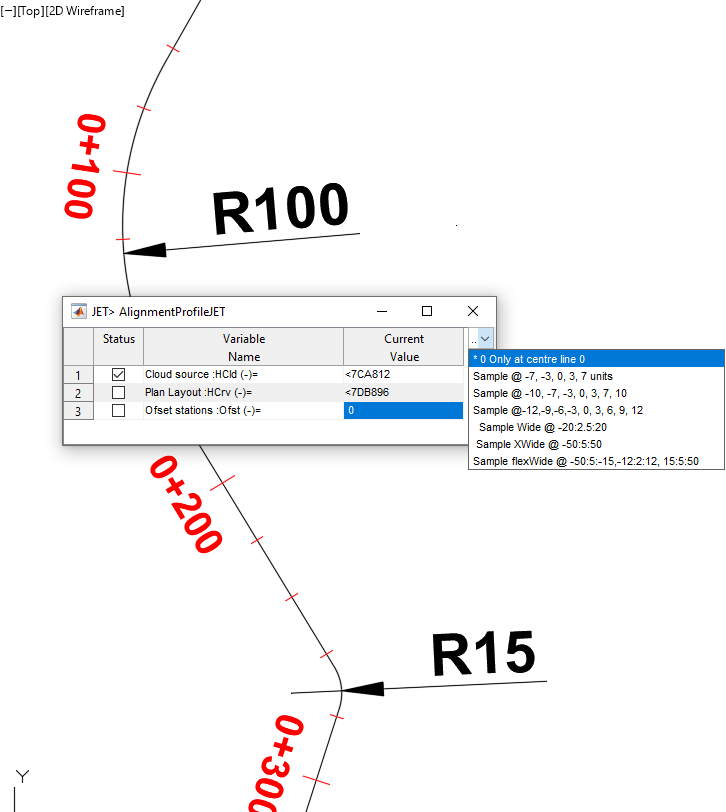 [−][Top][2D Wireframe]
0+100
R100
JET> AlignmentProfileJET
Status Variable Name Current Value ..
1 Cloud source :HCld (-)= <7CA812
2 Plan Layout :HCrv (-)= <7DB896
3 Ofset stations :Ofst (-)= 0
* 0 Only at centre line 0
Sample @ -7, -3, 0, 3, 7 units
Sample @ -10, -7, -3, 0, 3, 7, 10
Sample @-12,-9,-6,-3, 0, 3, 6, 9, 12
Sample Wide @ -20:2.5:20
Sample XWide @ -50:5:50
Sample flexWide @ -50:5:-15,-12:2:12, 15:5:50
0+200
R15
0+300
Y